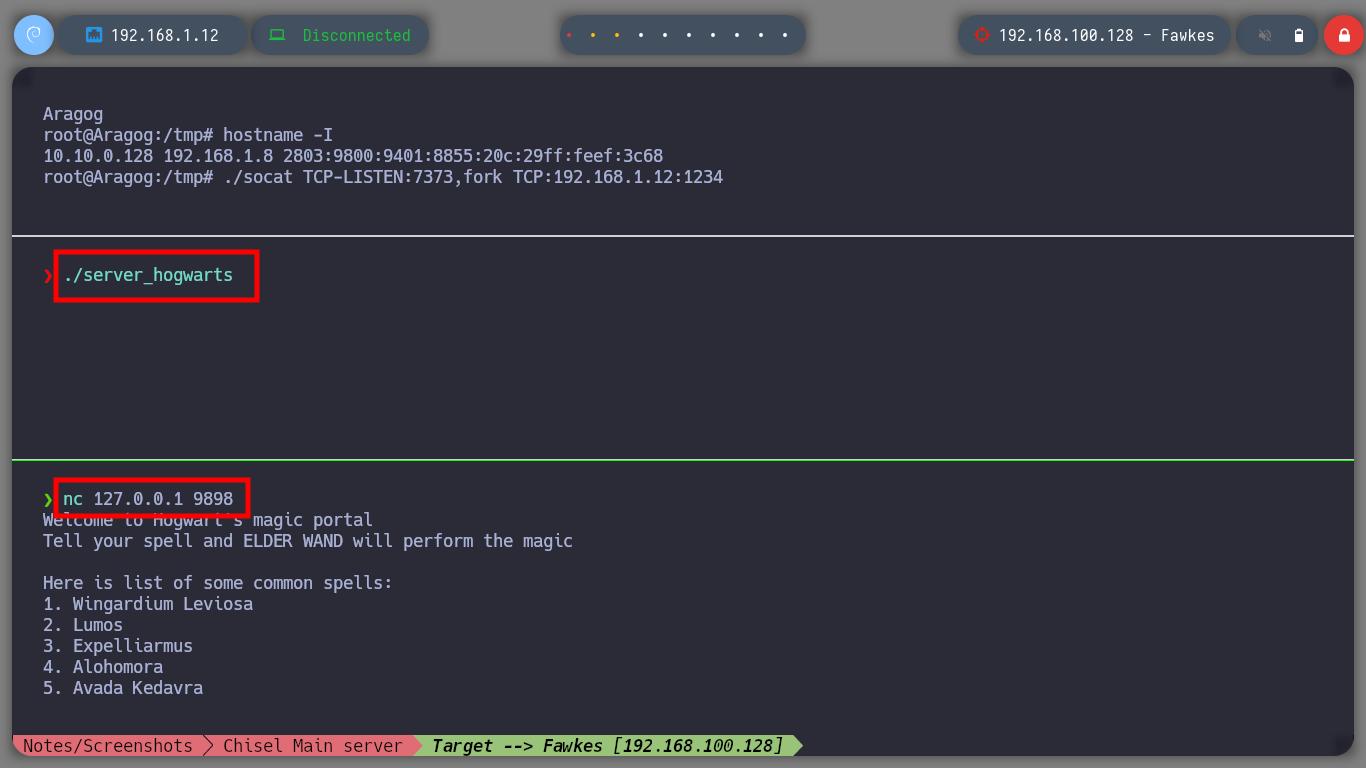 192.168.1.12
Disconnected
192.168.100.128 - Fawkes
Aragog
root@Aragog:/tmp# hostname -I
10.10.0.128 192.168.1.8 2803:9800:9401:8855:20c:29ff:feef:3c68
root@Aragog:/tmp# ./socat TCP-LISTEN:7373,fork TCP:192.168.1.12:1234
❯ ./server_hogwarts
❯ nc 127.0.0.1 9898
Welcome to Hogwart's magic portal
Tell your spell and ELDER WAND will perform the magic
Here is list of some common spells:
1. Wingardium Leviosa
2. Lumos
3. Expelliarmus
4. Alohomora
5. Avada Kedavra
Notes/Screenshots
Chisel Main server
Target --> Fawkes [192.168.100.128]